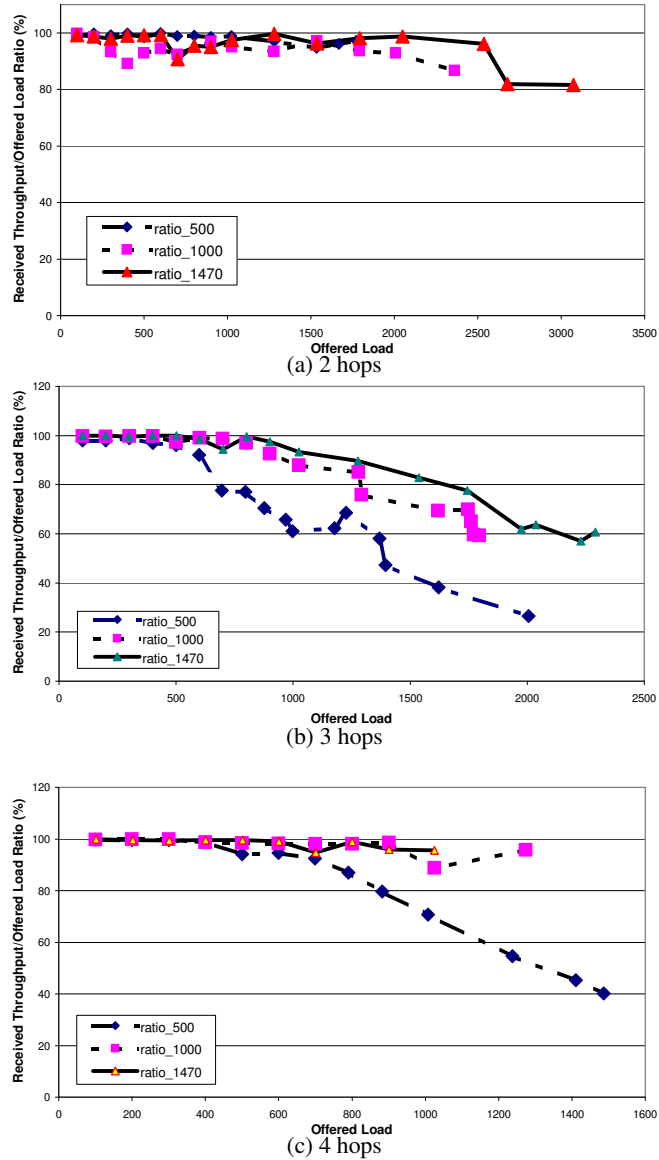 Received Throughput/Offered Load Ratio (%)
120
100
80
60
40
20
0
0 500 1000 1500 2000 2500 3000 3500
ratio_500
ratio_1000
ratio_1470
Offered Load
(a) 2 hops
Received Throughput/Offered Load Ratio (%)
120
100
80
60
40
20
0
0 500 1000 1500 2000 2500
ratio_500
ratio_1000
ratio_1470
Offered Load
(b) 3 hops
Received Throughput/Offered Load Ratio (%)
120
100
80
60
40
20
0
0 200 400 600 800 1000 1200 1400 1600
ratio_500
ratio_1000
ratio_1470
Offered Load
(c) 4 hops